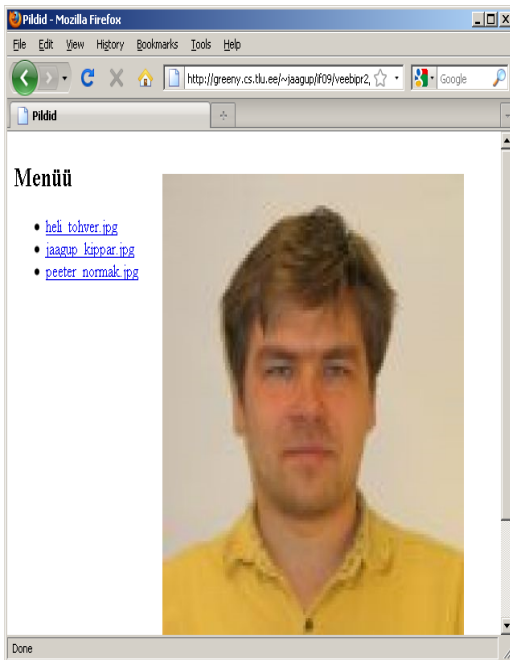 Pildid - Mozilla Firefox
File Edit View History Bookmarks Tools Help
http://greeny.cs.tlu.ee/~jaagup/if09/veebipr2,
Google
Pildid
Menüü
heli_tohver.jpg
jaagup_kippar.jpg
peeter_normak.jpg
Done